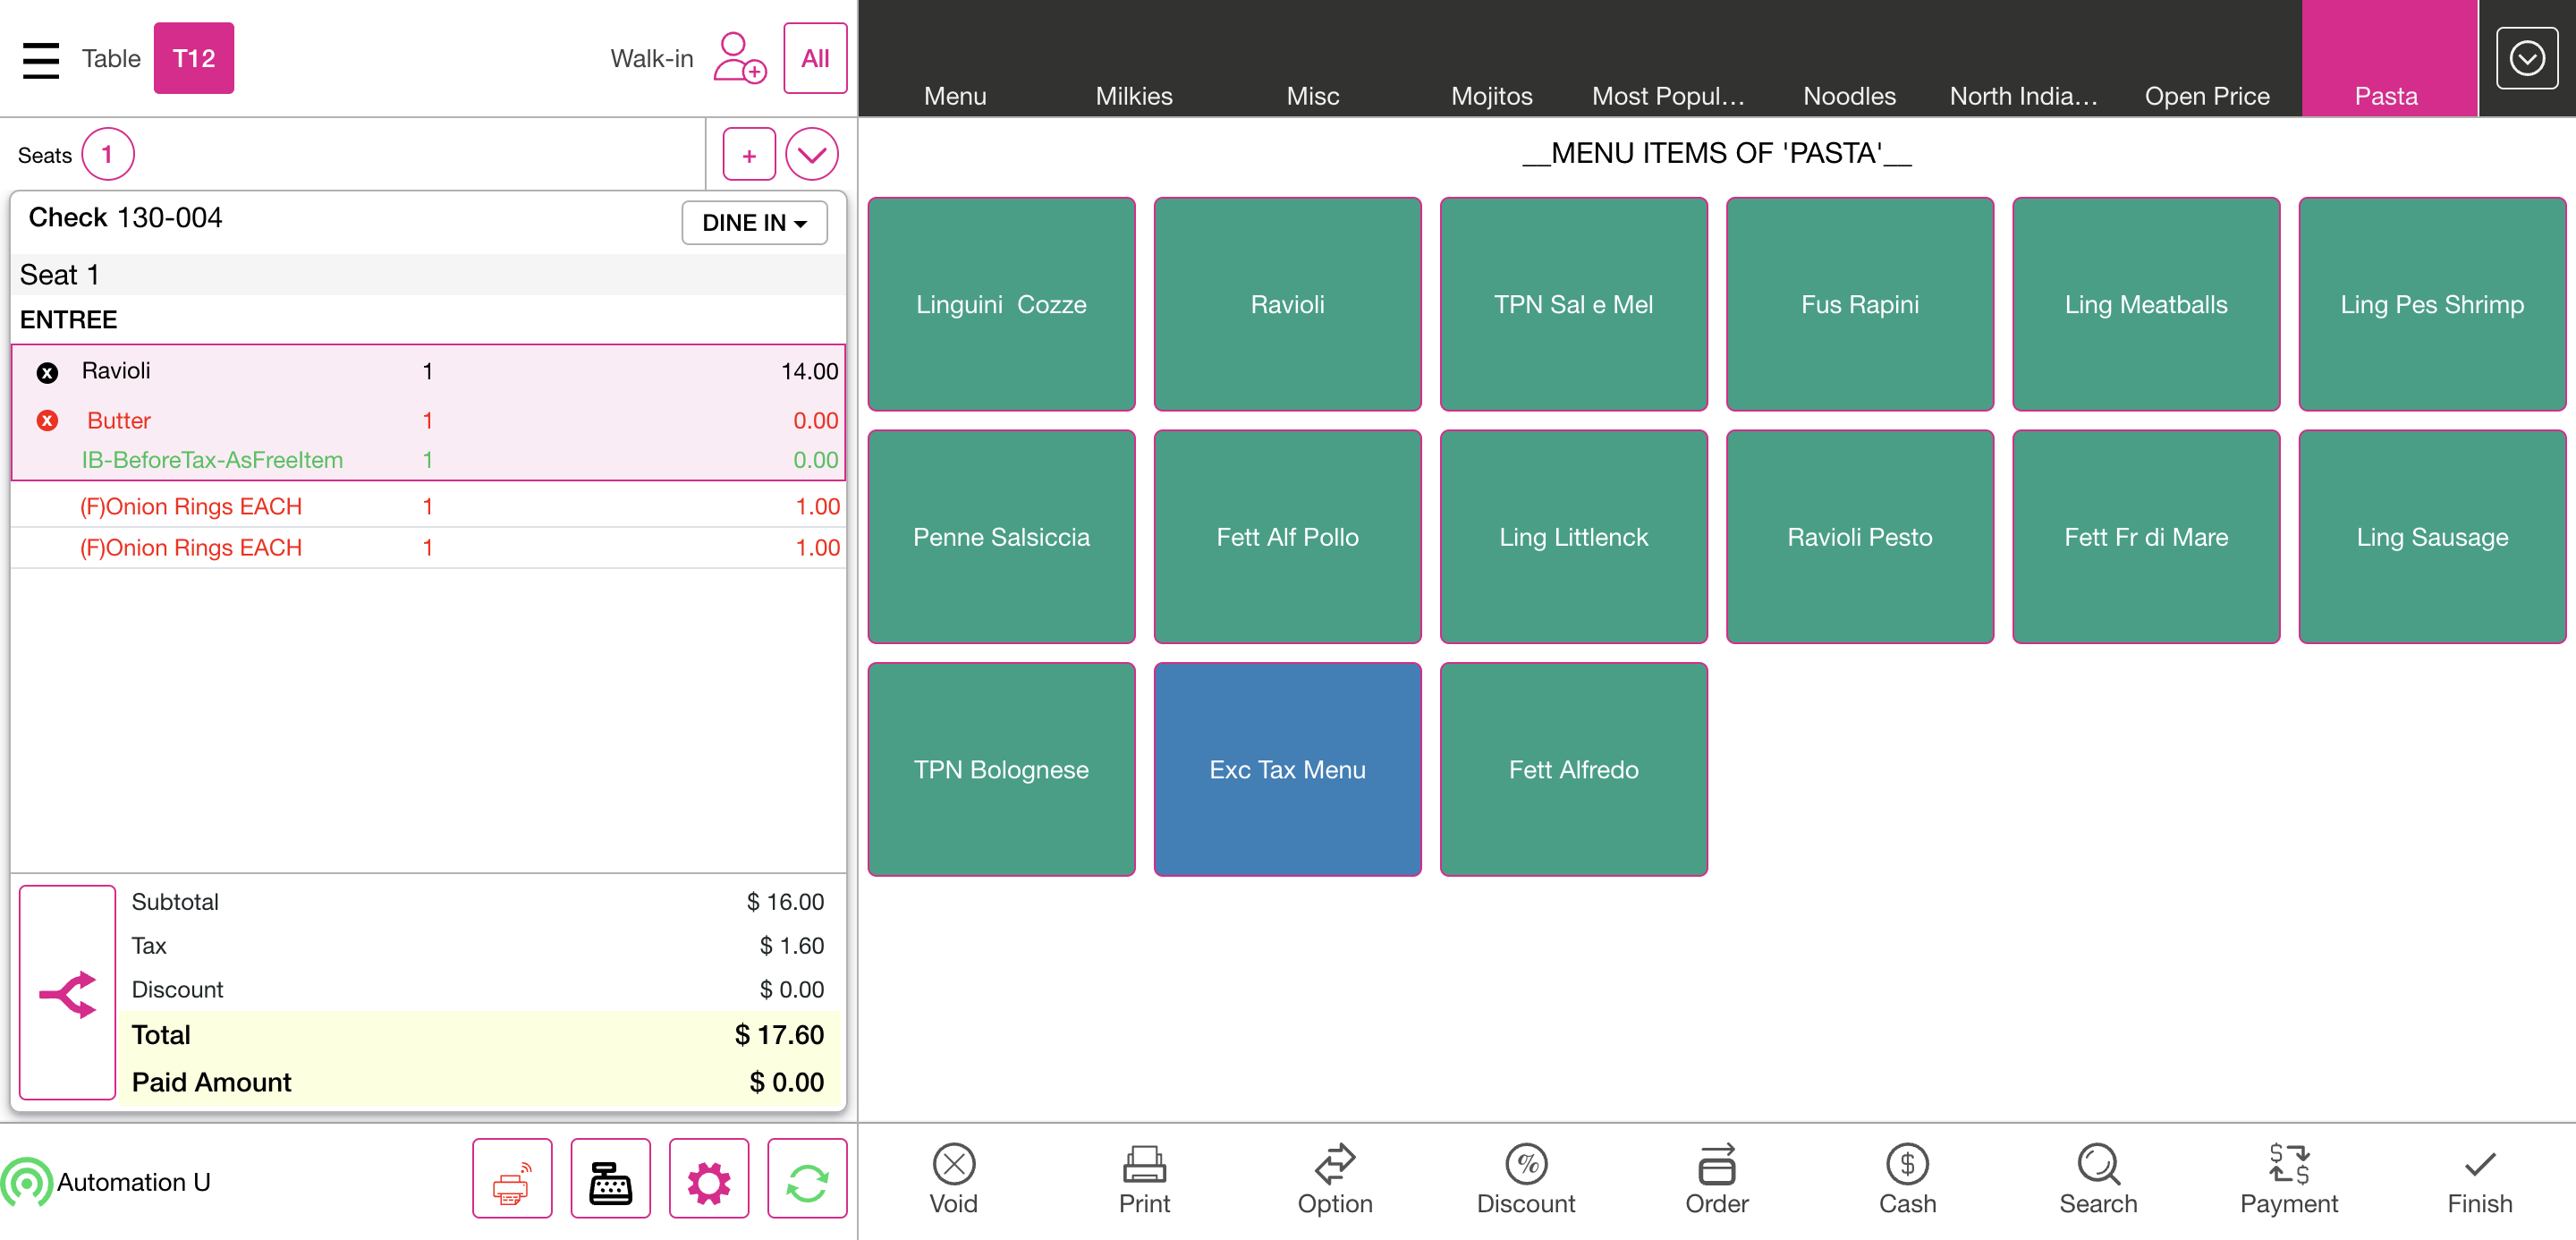 Table T12 Walk-in All
Seats 1 +
Check 130-004 DINE IN
Seat 1
ENTREE
x Ravioli 1 14.00
x Butter 1 0.00
IB-BeforeTax-AsFreeItem 1 0.00
(F)Onion Rings EACH 1 1.00
(F)Onion Rings EACH 1 1.00
Subtotal $ 16.00
Tax $ 1.60
Discount $ 0.00
Total $ 17.60
Paid Amount $ 0.00
Automation U
Menu Milkies Misc Mojitos Most Popul... Noodles North India... Open Price Pasta
__MENU ITEMS OF 'PASTA'__
Linguini  Cozze Ravioli TPN Sal e Mel Fus Rapini Ling Meatballs Ling Pes Shrimp
Penne Salsiccia Fett Alf Pollo Ling Littlenck Ravioli Pesto Fett Fr di Mare Ling Sausage
TPN Bolognese Exc Tax Menu Fett Alfredo
% $ $ $
Void Print Option Discount Order Cash Search Payment Finish